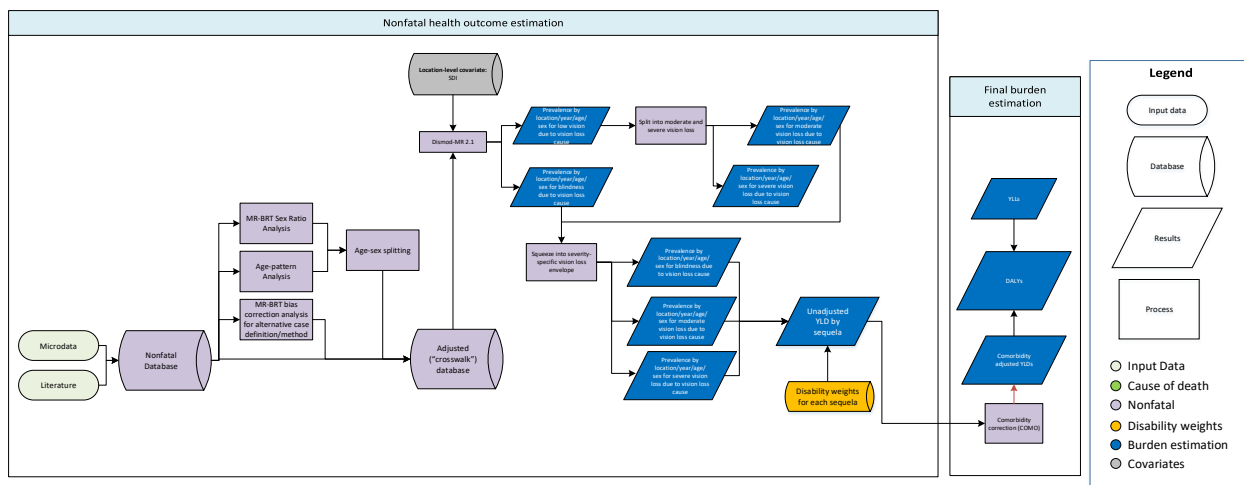 Nonfatal health outcome estimation
Location-level covariate:
SDI
Dismod-MR 2.1
Prevalence by
location/year/age/
sex for low vision
due to vision loss
cause
Split into moderate and
severe vision loss
Prevalence by
location/year/age/
sex for moderate
vision loss due to
vision loss cause
Prevalence by
location/year/age/
sex for blindness
due to vision loss
cause
Prevalence by
location/year/age/
sex for severe vision
loss due to vision
loss cause
MR-BRT Sex Ratio
Analysis
Age-pattern
Analysis
MR-BRT bias
correction analysis
for alternative case
definition/method
Age-sex splitting
Microdata
Literature
Nonfatal
Database
Adjusted
(“crosswalk”)
database
Squeeze into severity-
specific vision loss
envelope
Prevalence by
location/year/age/
sex for blindness due
to vision loss cause
Prevalence by
location/year/age/
sex for moderate
vision loss due to
vision loss cause
Prevalence by
location/year/age/
sex for severe vision
loss due to vision loss
cause
Unadjusted
YLD by
sequela
Disability weights
for each sequela
Final burden
estimation
YLLs
DALYs
Comorbidity
adjusted YLDs
Comorbidity
correction (COMO)
Legend
Input data
Database
Results
Process
Input Data
Cause of death
Nonfatal
Disability weights
Burden estimation
Covariates